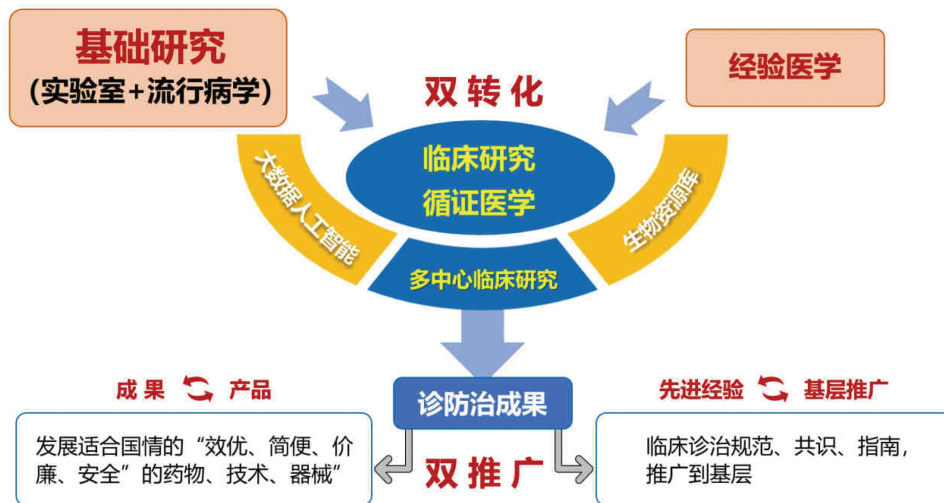 基础研究
(实验室+流行病学)
经验医学
双转化
临床研究
循证医学
大数据人工智能
生物资源库
多中心临床研究
诊防治成果
成果 产品
先进经验 基层推广
发展适合国情的“效优、简便、价
廉、安全”的药物、技术、器械”
临床诊治规范、共识、指南，
推广到基层
双推广